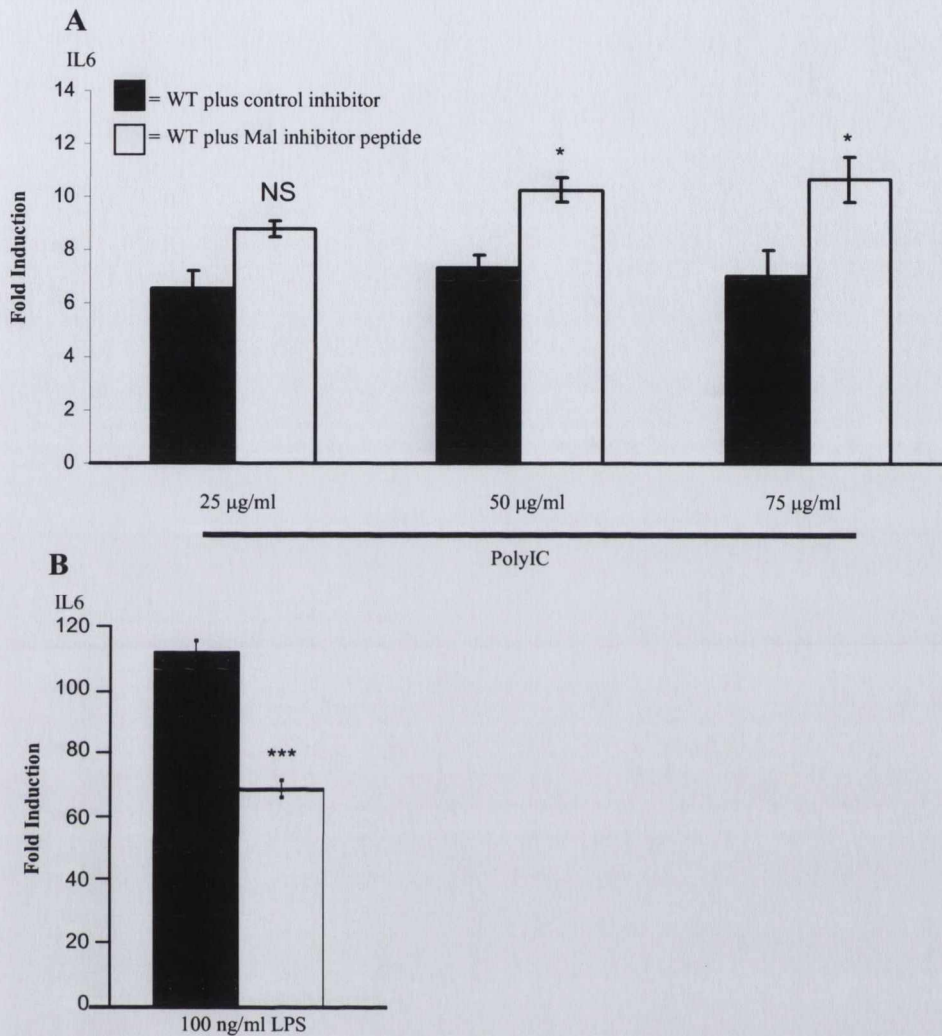 A
IL6
14
12
10
8
6
4
2
0
Fold Induction
= WT plus control inhibitor
= WT plus Mal inhibitor peptide
NS
*
*
25 µg/ml
50 µg/ml
75 µg/ml
PolyIC
B
IL6
120
100
80
60
40
20
0
Fold Induction
***
100 ng/ml LPS